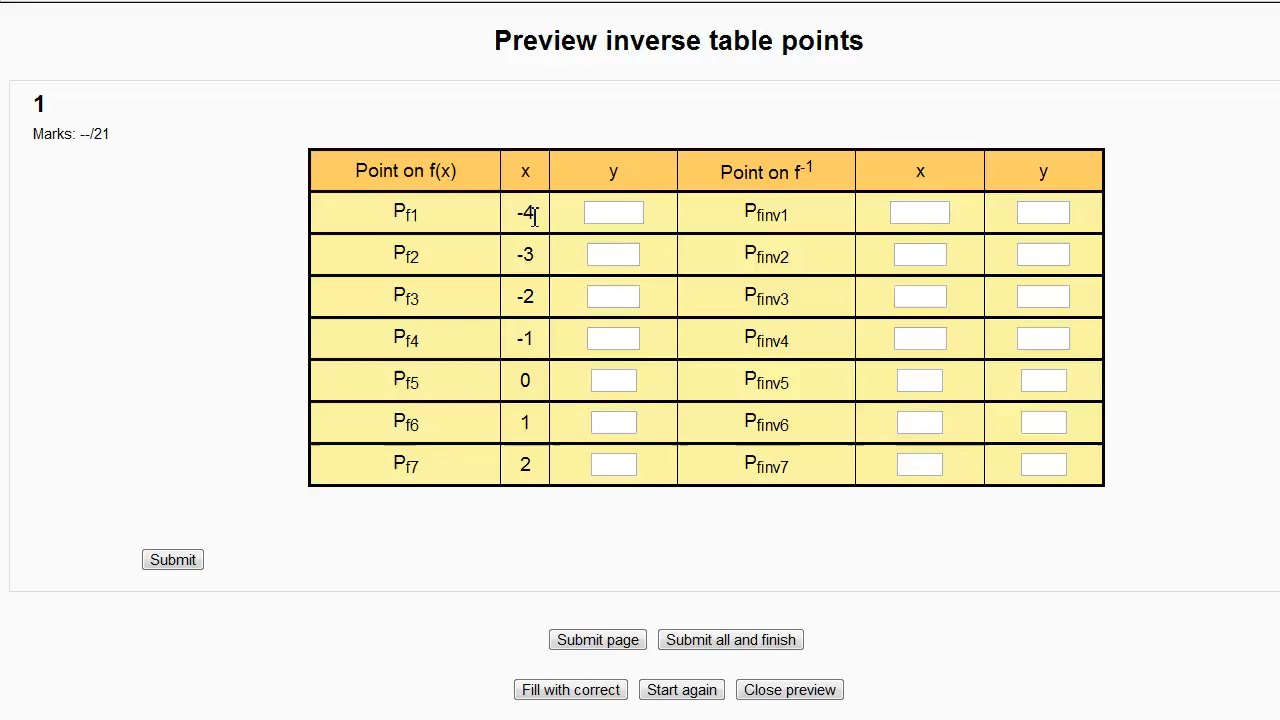 Preview inverse table points
1
Marks: --/21
Point on f(x) x y Point on f-1 x y
Pf1 -4 Pfinv1
Pf2 -3 Pfinv2
Pf3 -2 Pfinv3
Pf4 -1 Pfinv4
Pf5 0 Pfinv5
Pf6 1 Pfinv6
Pf7 2 Pfinv7
Submit
Submit page Submit all and finish
Fill with correct Start again Close preview